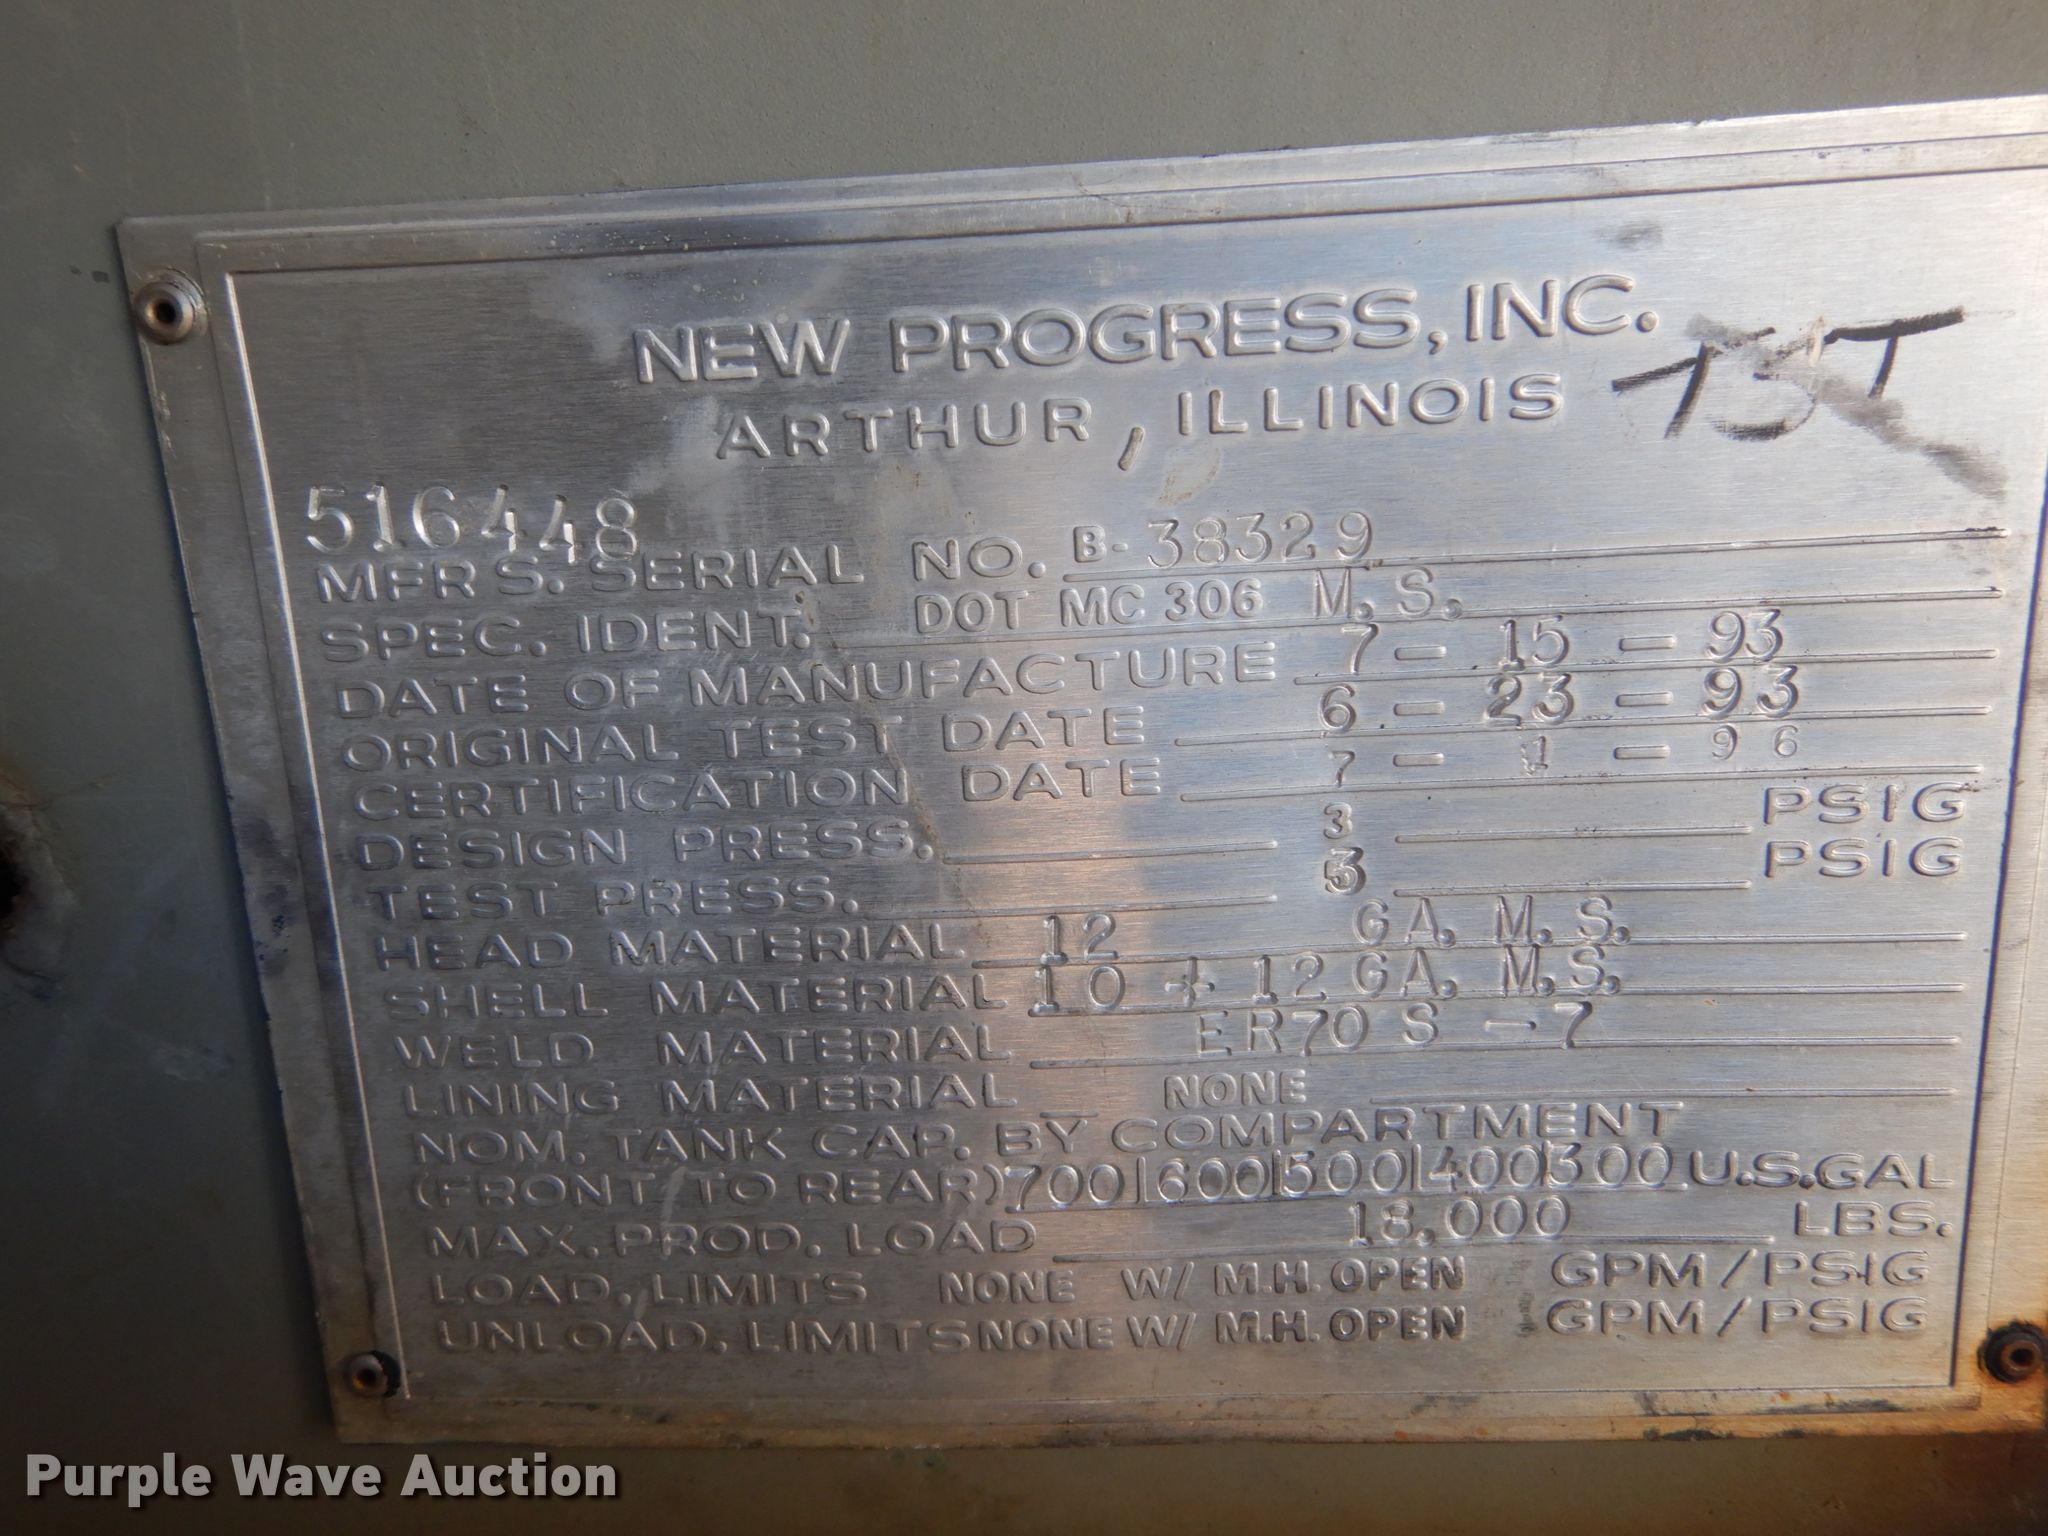 NEW PROGRESS, INC.
ARTHUR, ILLINOIS
TST
516448
MFRS. SERIAL NO. B-38329
SPEC. IDENT. DOT MC 306 M.S.
DATE OF MANUFACTURE 7-15-93
ORIGINAL TEST DATE 6-23-93
CERTIFICATION DATE 7-1-96
DESIGN PRESS. 3 PSIG
TEST PRESS. PSIG
HEAD MATERIAL 12 GA. M.S.
SHELL MATERIAL 10 + 12 GA. M.S.
WELD MATERIAL ER70 S-7
LINING MATERIAL NONE
NOM. TANK CAP. BY COMPARTMENT
(FRONT TO REAR) 700|600|500|400|300 U.S.GAL
MAX. PROD. LOAD 18,000 LBS.
LOAD. LIMITS NONE W/ M.H. OPEN GPM/PSIG
UNLOAD. LIMITS NONE W/ M.H. OPEN GPM/PSIG
Purple Wave Auction